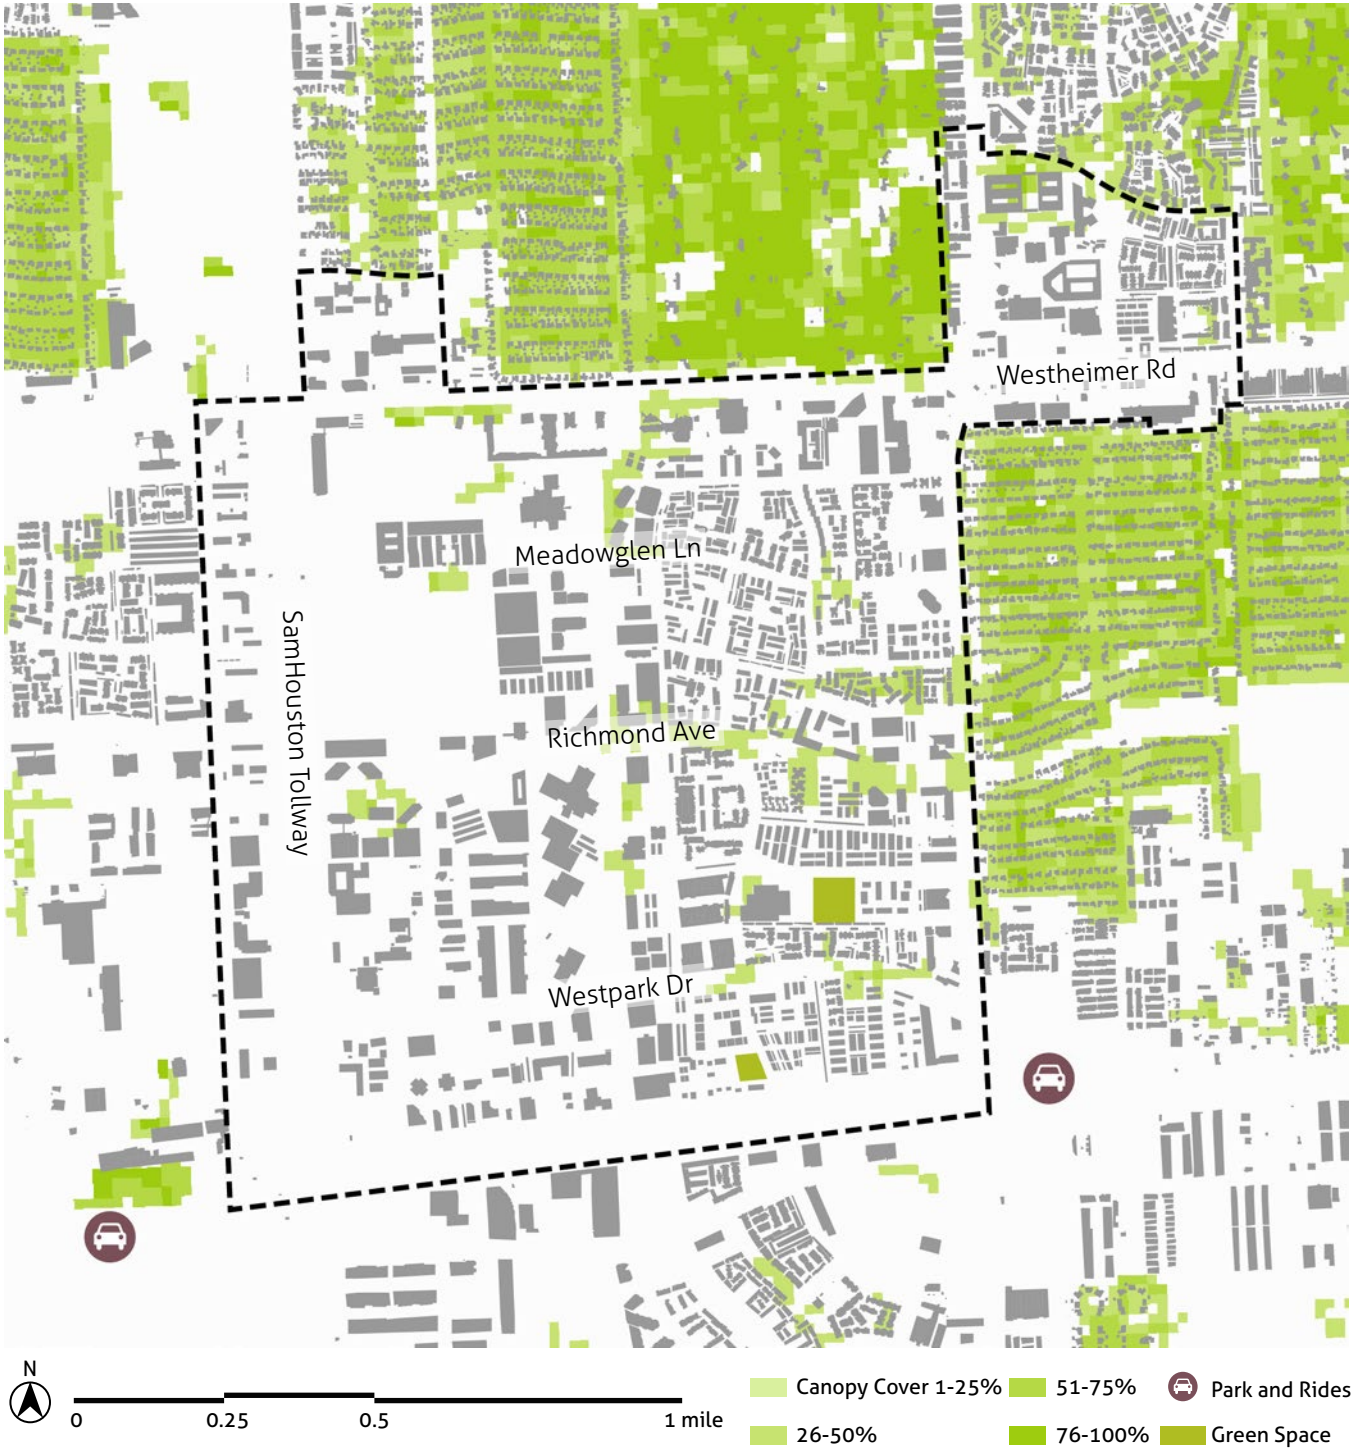 Westheimer Rd
Meadowglen Ln
SamHouston Tollway
Richmond Ave
Westpark Dr
N
0 0.25 0.5 1 mile
Canopy Cover 1-25% 51-75% Park and Rides
26-50% 76-100% Green Space